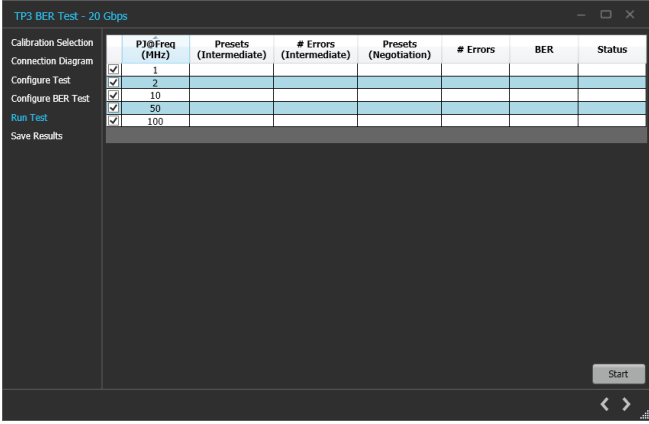 TP3 BER Test - 20 Gbps
Calibration Selection
Connection Diagram
Configure Test
Configure BER Test
Run Test
Save Results
PJ@Freq (MHz) Presets (Intermediate) # Errors (Intermediate) Presets (Negotiation) # Errors BER Status
1
2
10
50
100
Start